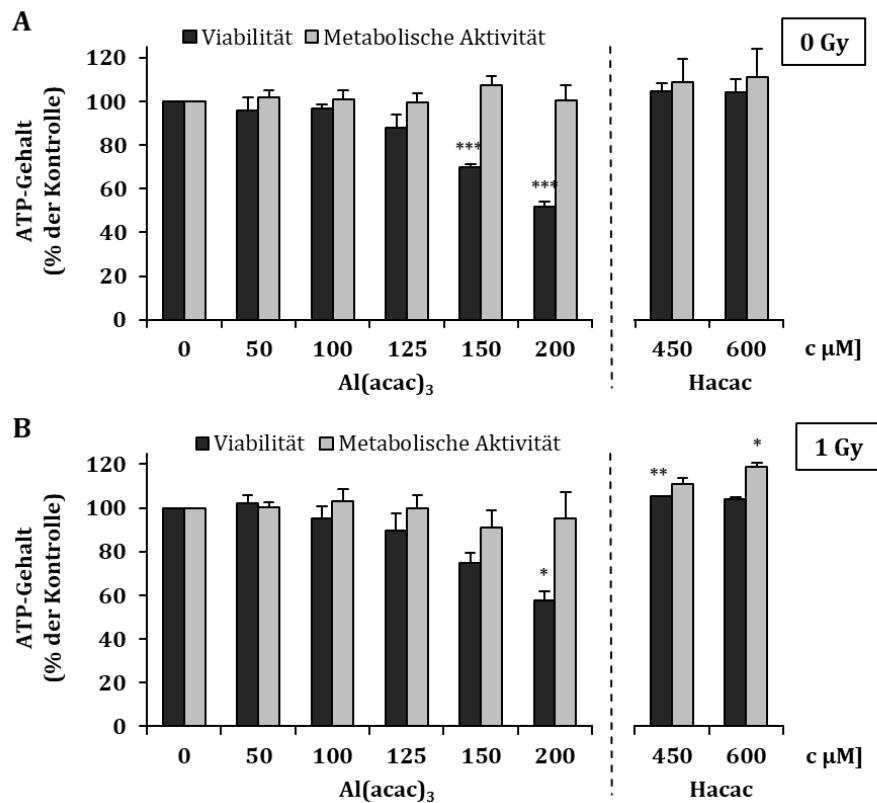 A
Viabilität Metabolische Aktivität
0 Gy
ATP-Gehalt
(% der Kontrolle)
120
100
80
60
40
20
0
***
***
0 50 100 125 150 200 450 600 c µM]
Al(acac)3 Hacac
B
Viabilität Metabolische Aktivität
1 Gy
ATP-Gehalt
(% der Kontrolle)
120
100
80
60
40
20
0
*
**
*
0 50 100 125 150 200 450 600 c µM]
Al(acac)3 Hacac